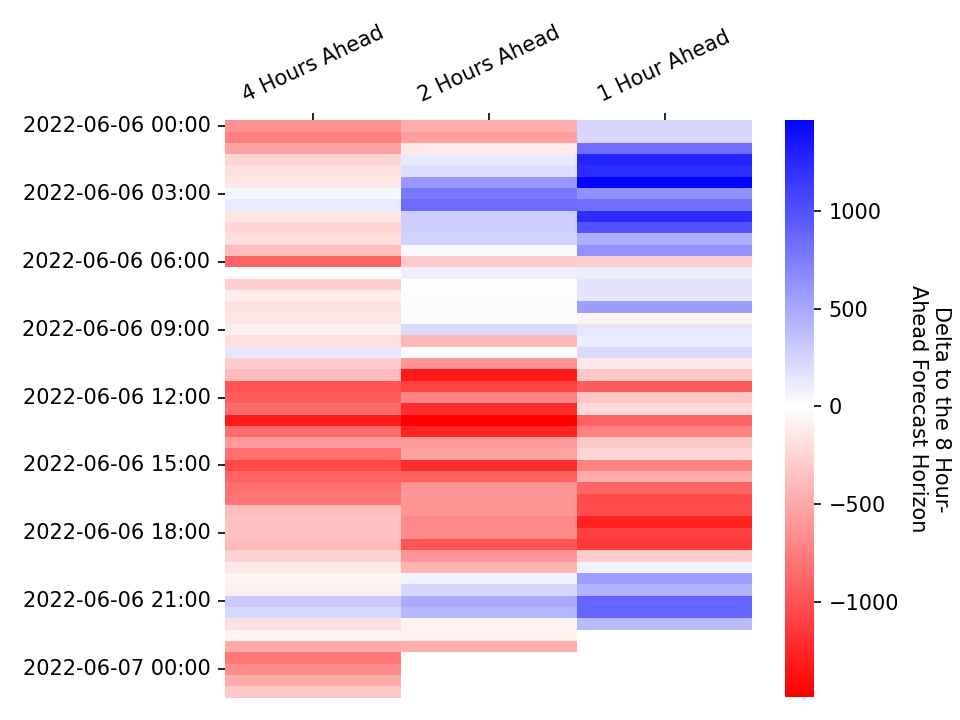 4 Hours Ahead
2 Hours Ahead
1 Hour Ahead
2022-06-06 00:00
2022-06-06 03:00
2022-06-06 06:00
2022-06-06 09:00
2022-06-06 12:00
2022-06-06 15:00
2022-06-06 18:00
2022-06-06 21:00
2022-06-07 00:00
1000
500
0
−500
−1000
Delta to the 8 Hour-
Ahead Forecast Horizon